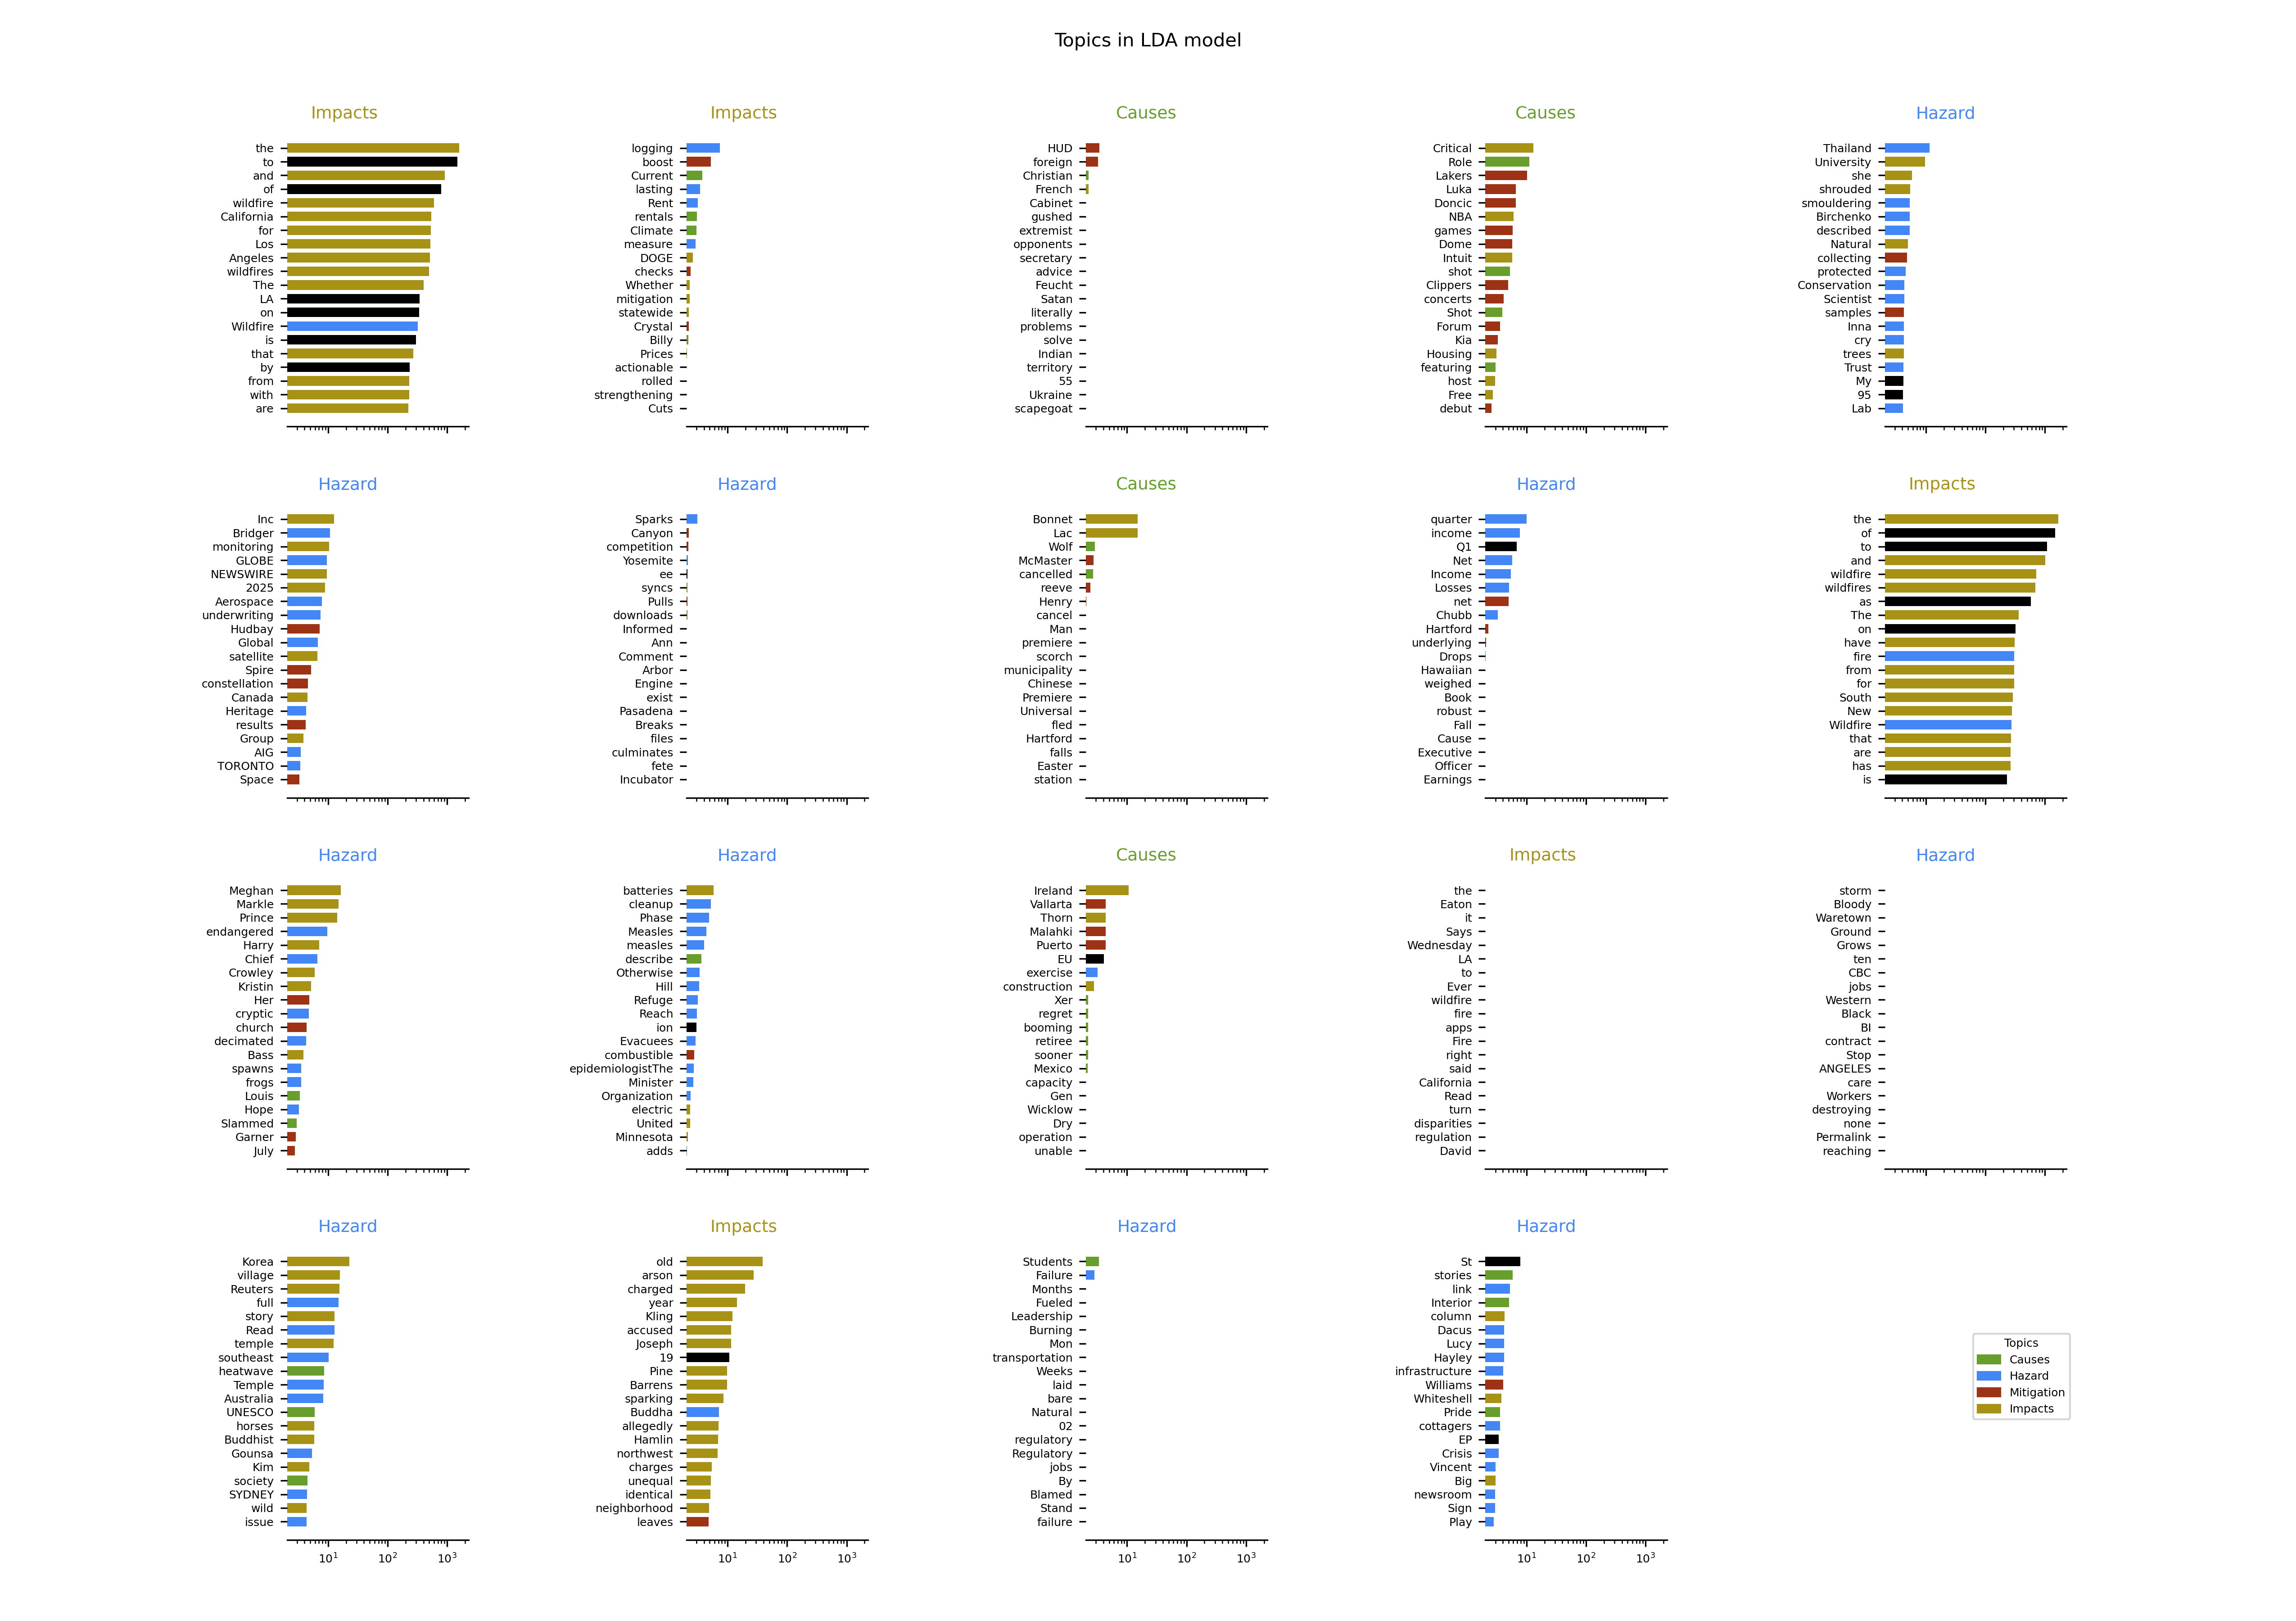 Topics in LDA model
Impacts
the
to
and
of
wildfire
California
for
Los
Angeles
wildfires
The
LA
on
Wildfire
is
that
by
from
with
are
Impacts
logging
boost
Current
lasting
Rent
rentals
Climate
measure
DOGE
checks
Whether
mitigation
statewide
Crystal
Billy
Prices
actionable
rolled
strengthening
Cuts
Causes
HUD
foreign
Christian
French
Cabinet
gushed
extremist
opponents
secretary
advice
Feucht
Satan
literally
problems
solve
Indian
territory
55
Ukraine
scapegoat
Causes
Critical
Role
Lakers
Luka
Doncic
NBA
games
Dome
Intuit
shot
Clippers
concerts
Shot
Forum
Kia
Housing
featuring
host
Free
debut
Hazard
Thailand
University
she
shrouded
smouldering
Birchenko
described
Natural
collecting
protected
Conservation
Scientist
samples
Inna
cry
trees
Trust
My
95
Lab
Hazard
Inc
Bridger
monitoring
GLOBE
NEWSWIRE
2025
Aerospace
underwriting
Hudbay
Global
satellite
Spire
constellation
Canada
Heritage
results
Group
AIG
TORONTO
Space
Hazard
Sparks
Canyon
competition
Yosemite
ee
syncs
Pulls
downloads
Informed
Ann
Comment
Arbor
Engine
exist
Pasadena
Breaks
files
culminates
fete
Incubator
Causes
Bonnet
Lac
Wolf
McMaster
cancelled
reeve
Henry
cancel
Man
premiere
scorch
municipality
Chinese
Premiere
Universal
fled
Hartford
falls
Easter
station
Hazard
quarter
income
Q1
Net
Income
Losses
net
Chubb
Hartford
underlying
Drops
Hawaiian
weighed
Book
robust
Fall
Cause
Executive
Officer
Earnings
Impacts
the
of
to
and
wildfire
wildfires
as
The
on
have
fire
from
for
South
New
Wildfire
that
are
has
is
Hazard
Meghan
Markle
Prince
endangered
Harry
Chief
Crowley
Kristin
Her
cryptic
church
decimated
Bass
spawns
frogs
Louis
Hope
Slammed
Garner
July
Hazard
batteries
cleanup
Phase
Measles
measles
describe
Otherwise
Hill
Refuge
Reach
ion
Evacuees
combustible
epidemiologistThe
Minister
Organization
electric
United
Minnesota
adds
Causes
Ireland
Vallarta
Thorn
Malahki
Puerto
EU
exercise
construction
Xer
regret
booming
retiree
sooner
Mexico
capacity
Gen
Wicklow
Dry
operation
unable
Impacts
the
Eaton
it
Says
Wednesday
LA
to
Ever
wildfire
fire
apps
Fire
right
said
California
Read
turn
disparities
regulation
David
Hazard
storm
Bloody
Waretown
Ground
Grows
ten
CBC
jobs
Western
Black
BI
contract
Stop
ANGELES
care
Workers
destroying
none
Permalink
reaching
Hazard
Korea
village
Reuters
full
story
Read
temple
southeast
heatwave
Temple
Australia
UNESCO
horses
Buddhist
Gounsa
Kim
society
SYDNEY
wild
issue
10¹ 10² 10³
Impacts
old
arson
charged
year
Kling
accused
Joseph
19
Pine
Barrens
sparking
Buddha
allegedly
Hamlin
northwest
charges
unequal
identical
neighborhood
leaves
10¹ 10² 10³
Hazard
Students
Failure
Months
Fueled
Leadership
Burning
Mon
transportation
Weeks
laid
bare
Natural
02
regulatory
Regulatory
jobs
By
Blamed
Stand
failure
10¹ 10² 10³
Hazard
St
stories
link
Interior
column
Dacus
Lucy
Hayley
infrastructure
Williams
Whiteshell
Pride
cottagers
EP
Crisis
Vincent
Big
newsroom
Sign
Play
10¹ 10² 10³
Topics
Causes
Hazard
Mitigation
Impacts